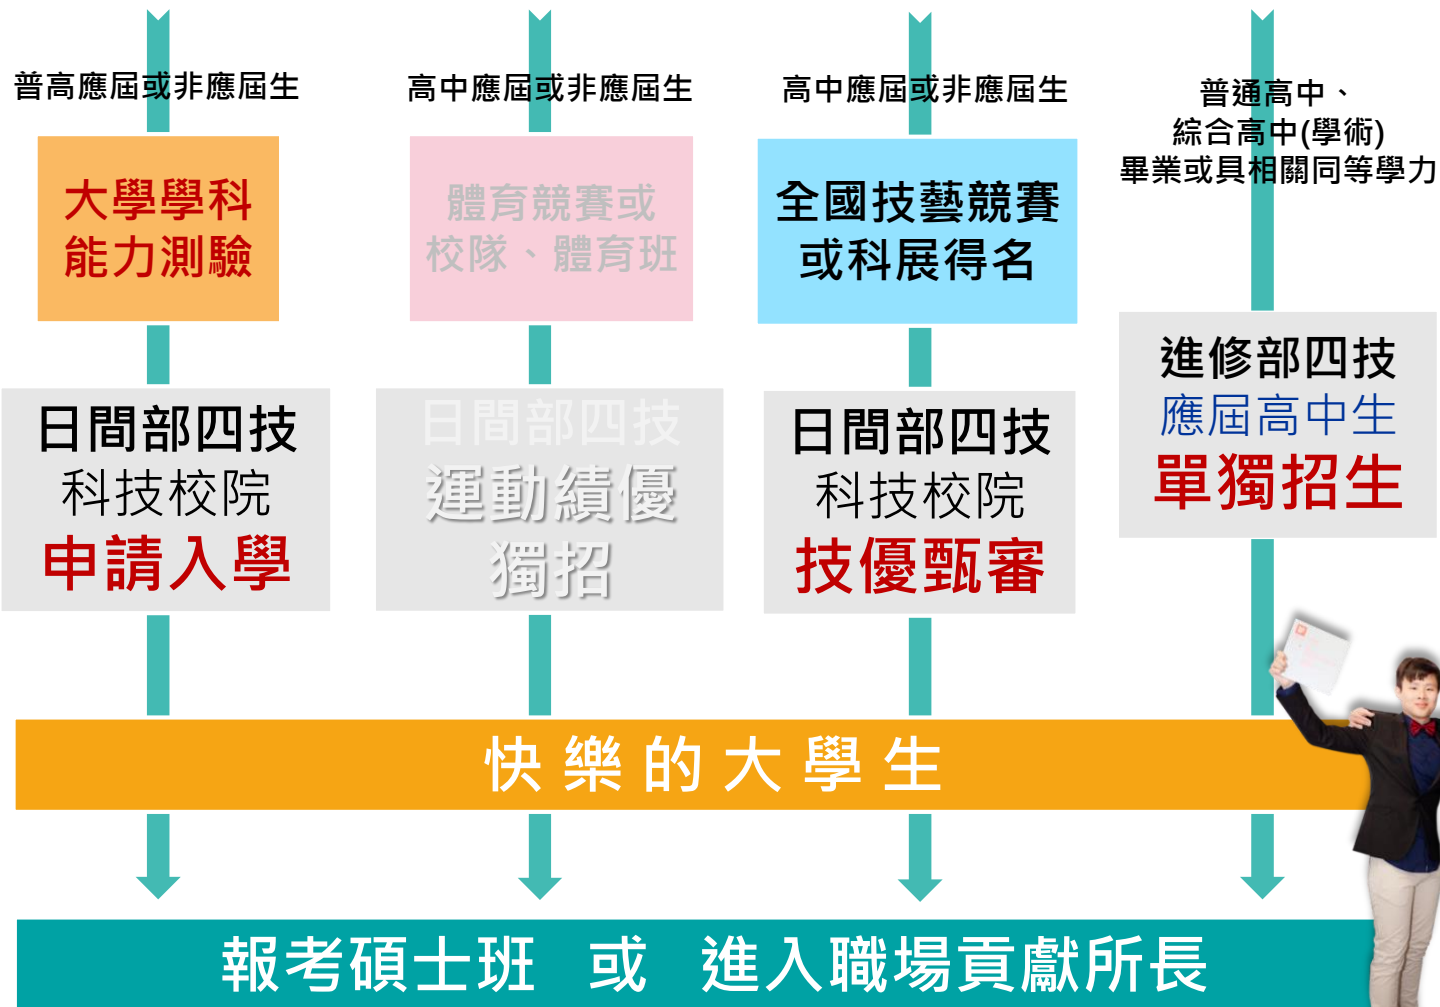 普高應屆或非應屆生
大學學科
能力測驗
日間部四技
科技校院
申請入學
高中應屆或非應屆生
體育競賽或
校隊、體育班
日間部四技
運動績優
獨招
高中應屆或非應屆生
全國技藝競賽
或科展得名
日間部四技
科技校院
技優甄審
普通高中、
綜合高中(學術)
畢業或具相關同等學力
進修部四技
應屆高中生
單獨招生
快樂的大學生
報考碩士班 或 進入職場貢獻所長